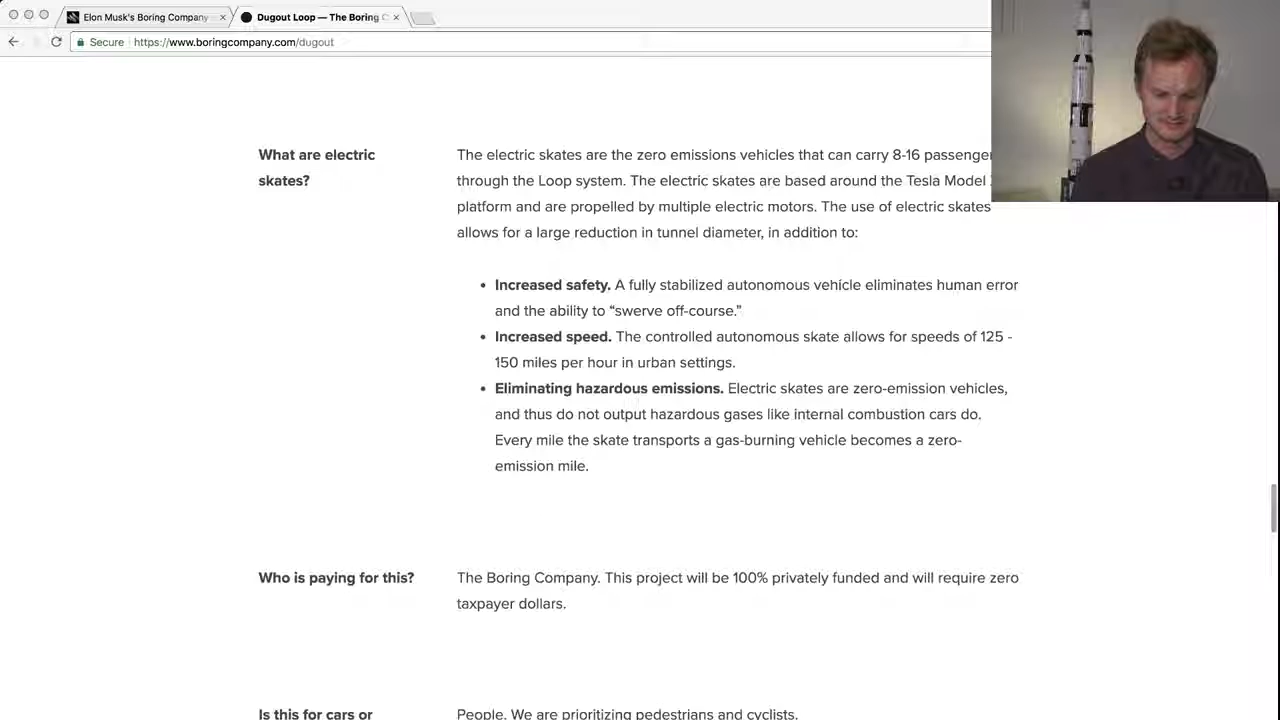 Elon Musk's Boring Company
Dugout Loop — The Boring C
Secure https://www.boringcompany.com/dugout
What are electric
skates?
The electric skates are the zero emissions vehicles that can carry 8-16 passenger
through the Loop system. The electric skates are based around the Tesla Model
platform and are propelled by multiple electric motors. The use of electric skates
allows for a large reduction in tunnel diameter, in addition to:
• Increased safety. A fully stabilized autonomous vehicle eliminates human error
and the ability to “swerve off-course.”
• Increased speed. The controlled autonomous skate allows for speeds of 125 -
150 miles per hour in urban settings.
• Eliminating hazardous emissions. Electric skates are zero-emission vehicles,
and thus do not output hazardous gases like internal combustion cars do.
Every mile the skate transports a gas-burning vehicle becomes a zero-
emission mile.
Who is paying for this?
The Boring Company. This project will be 100% privately funded and will require zero
taxpayer dollars.
Is this for cars or
People. We are prioritizing pedestrians and cyclists.